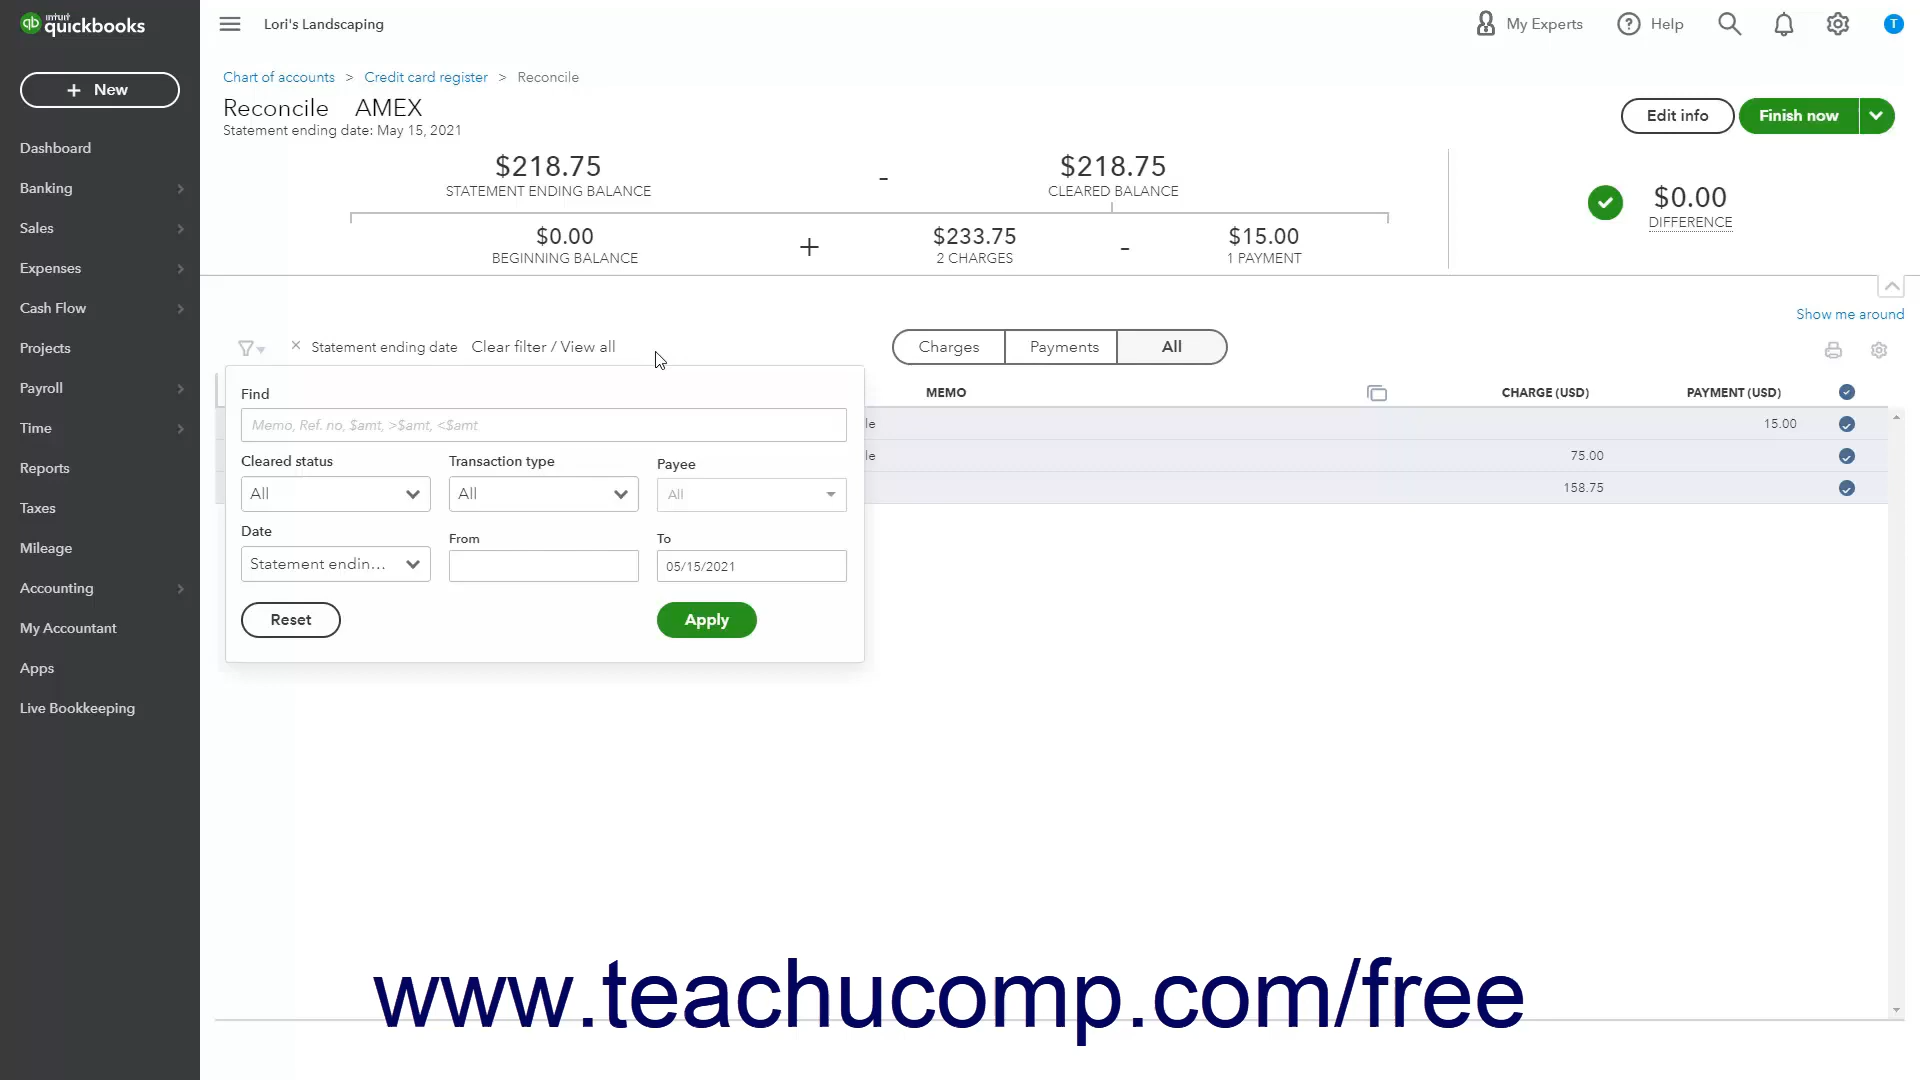 intuit quickbooks
Lori's Landscaping
My Experts
Help
T
+ New
Dashboard
Banking
Sales
Expenses
Cash Flow
Projects
Payroll
Time
Reports
Taxes
Mileage
Accounting
My Accountant
Apps
Live Bookkeeping
Chart of accounts > Credit card register > Reconcile
Reconcile AMEX
Statement ending date: May 15, 2021
Edit info
Finish now
$218.75 - $218.75
STATEMENT ENDING BALANCE CLEARED BALANCE
$0.00
DIFFERENCE
$0.00 + $233.75 - $15.00
BEGINNING BALANCE 2 CHARGES 1 PAYMENT
Show me around
× Statement ending date Clear filter / View all
Charges Payments All
MEMO CHARGE (USD) PAYMENT (USD)
le 15.00
le 75.00
158.75
Find
Memo, Ref. no, $amt, >$amt, <$amt
Cleared status Transaction type Payee
All All All
Date From To
Statement endin... 05/15/2021
Reset Apply
www.teachucomp.com/free